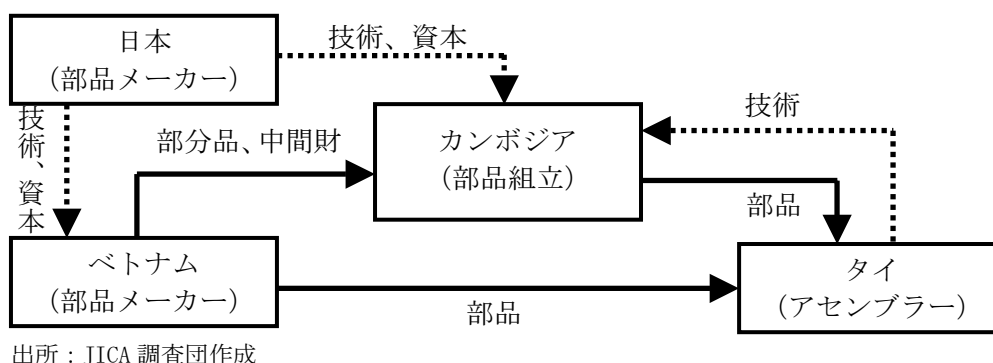 日本
(部品メーカー)
技術、資本
技術、資本
部分品、中間財
カンボジア
(部品組立)
技術
部品
ベトナム
(部品メーカー)
部品
タイ
(アセンブラー)
出所：JICA 調査団作成